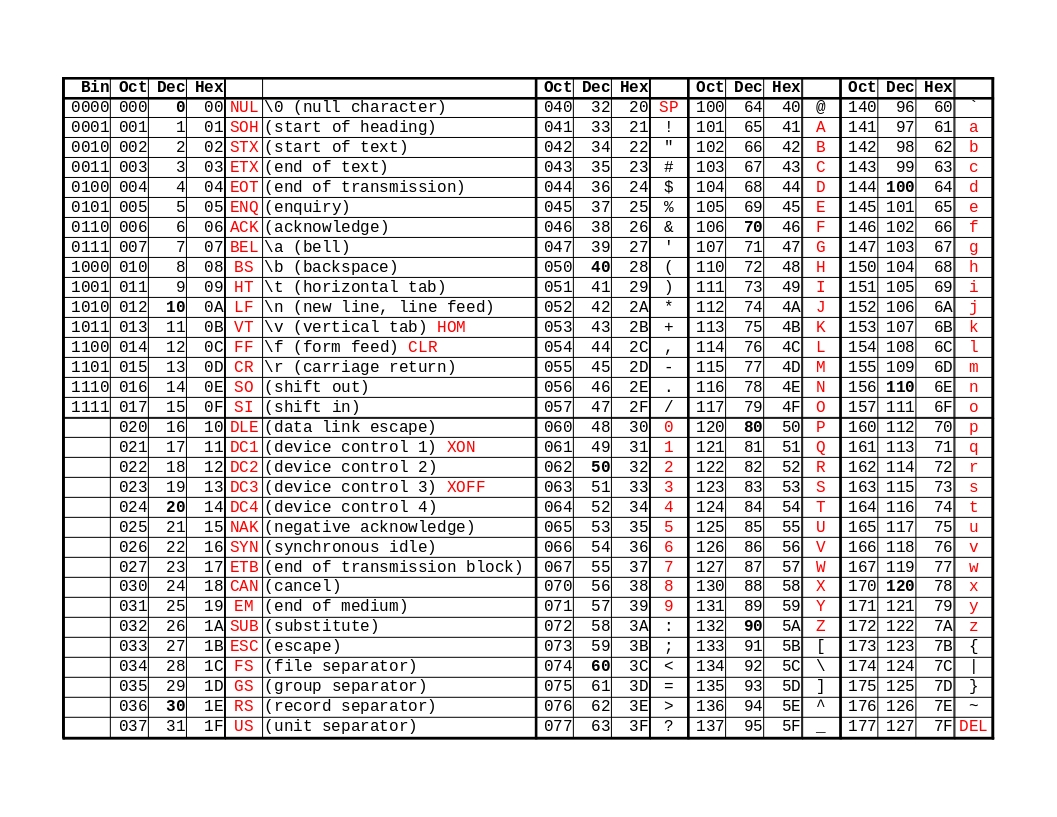 Bin Oct Dec Hex Oct Dec Hex Oct Dec Hex Oct Dec Hex
0000 000 0 00 NUL \0 (null character) 040 32 20 SP 100 64 40 @ 140 96 60 `
0001 001 1 01 SOH (start of heading) 041 33 21 ! 101 65 41 A 141 97 61 a
0010 002 2 02 STX (start of text) 042 34 22 " 102 66 42 B 142 98 62 b
0011 003 3 03 ETX (end of text) 043 35 23 # 103 67 43 C 143 99 63 c
0100 004 4 04 EOT (end of transmission) 044 36 24 $ 104 68 44 D 144 100 64 d
0101 005 5 05 ENQ (enquiry) 045 37 25 % 105 69 45 E 145 101 65 e
0110 006 6 06 ACK (acknowledge) 046 38 26 & 106 70 46 F 146 102 66 f
0111 007 7 07 BEL \a (bell) 047 39 27 ' 107 71 47 G 147 103 67 g
1000 010 8 08 BS \b (backspace) 050 40 28 ( 110 72 48 H 150 104 68 h
1001 011 9 09 HT \t (horizontal tab) 051 41 29 ) 111 73 49 I 151 105 69 i
1010 012 10 0A LF \n (new line, line feed) 052 42 2A * 112 74 4A J 152 106 6A j
1011 013 11 0B VT \v (vertical tab) HOM 053 43 2B + 113 75 4B K 153 107 6B k
1100 014 12 0C FF \f (form feed) CLR 054 44 2C , 114 76 4C L 154 108 6C l
1101 015 13 0D CR \r (carriage return) 055 45 2D - 115 77 4D M 155 109 6D m
1110 016 14 0E SO (shift out) 056 46 2E . 116 78 4E N 156 110 6E n
1111 017 15 0F SI (shift in) 057 47 2F / 117 79 4F O 157 111 6F o
020 16 10 DLE (data link escape) 060 48 30 0 120 80 50 P 160 112 70 p
021 17 11 DC1 (device control 1) XON 061 49 31 1 121 81 51 Q 161 113 71 q
022 18 12 DC2 (device control 2) 062 50 32 2 122 82 52 R 162 114 72 r
023 19 13 DC3 (device control 3) XOFF 063 51 33 3 123 83 53 S 163 115 73 s
024 20 14 DC4 (device control 4) 064 52 34 4 124 84 54 T 164 116 74 t
025 21 15 NAK (negative acknowledge) 065 53 35 5 125 85 55 U 165 117 75 u
026 22 16 SYN (synchronous idle) 066 54 36 6 126 86 56 V 166 118 76 v
027 23 17 ETB (end of transmission block) 067 55 37 7 127 87 57 W 167 119 77 w
030 24 18 CAN (cancel) 070 56 38 8 130 88 58 X 170 120 78 x
031 25 19 EM (end of medium) 071 57 39 9 131 89 59 Y 171 121 79 y
032 26 1A SUB (substitute) 072 58 3A : 132 90 5A Z 172 122 7A z
033 27 1B ESC (escape) 073 59 3B ; 133 91 5B [ 173 123 7B {
034 28 1C FS (file separator) 074 60 3C < 134 92 5C \ 174 124 7C |
035 29 1D GS (group separator) 075 61 3D = 135 93 5D ] 175 125 7D }
036 30 1E RS (record separator) 076 62 3E > 136 94 5E ^ 176 126 7E ~
037 31 1F US (unit separator) 077 63 3F ? 137 95 5F _ 177 127 7F DEL